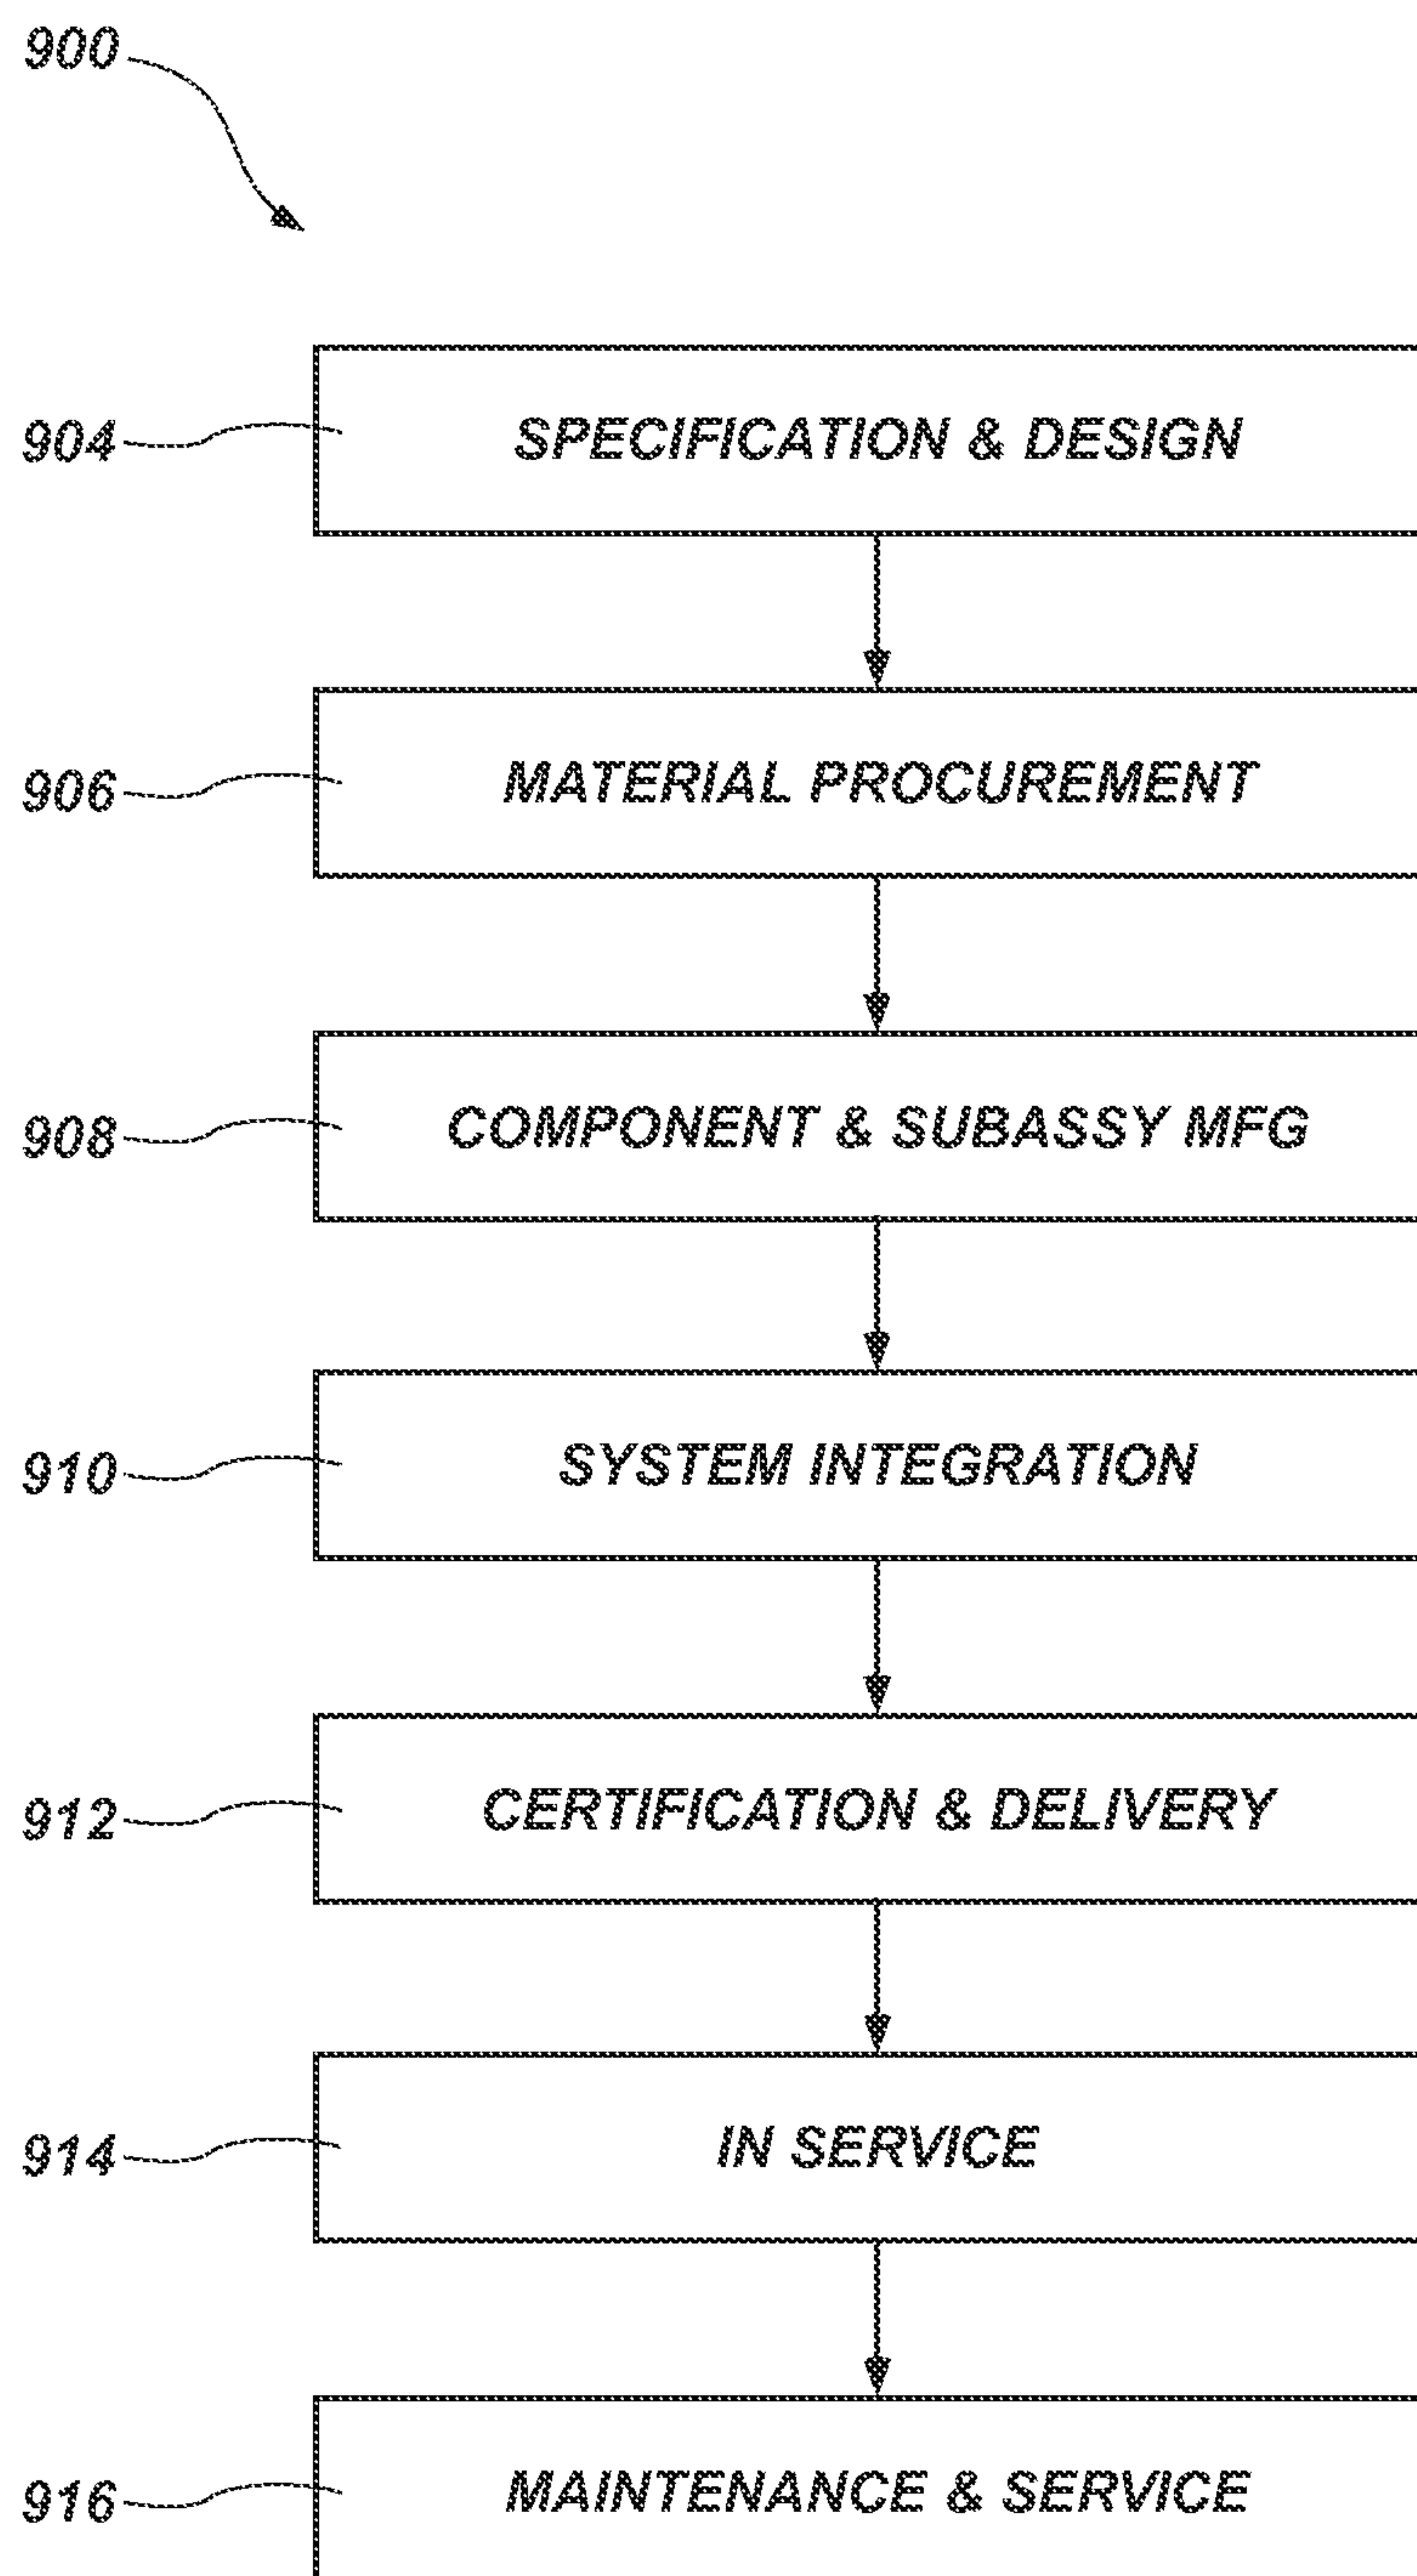 900
904 SPECIFICATION & DESIGN
906 MATERIAL PROCUREMENT
908 COMPONENT & SUBASSY MFG
910 SYSTEM INTEGRATION
912 CERTIFICATION & DELIVERY
914 IN SERVICE
916 MAINTENANCE & SERVICE